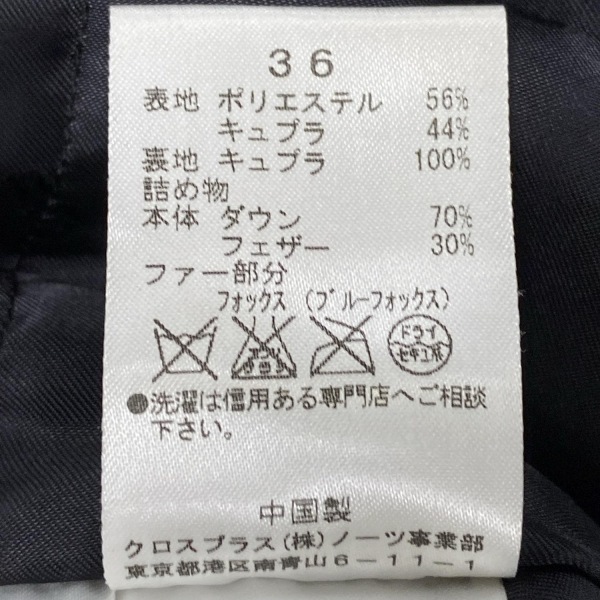 36
表地 ポリエステル 56%
キュプラ 44%
裏地 キュプラ 100%
詰め物
本体 ダウン 70%
フェザー 30%
ファー部分
フォックス (ブルーフォックス)
ドライ
セキユ系
●洗濯は信用ある専門店へご相談
下さい。
中国製
クロスプラス(株)ノーツ事業部
東京都港区南青山6-11-1